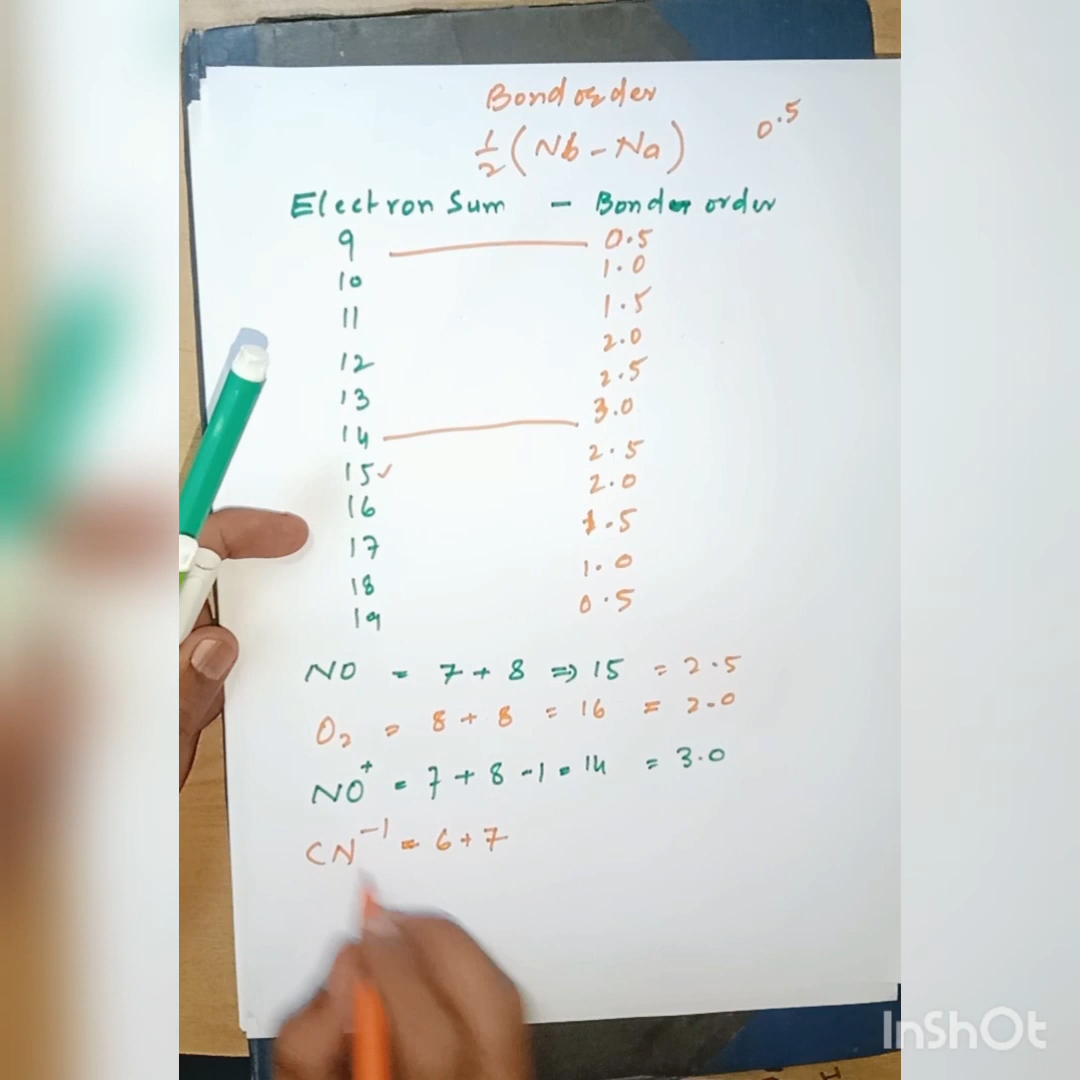 Bond order
1/2 (Nb - Na)
0.5
Electron Sum - Bond order
9 0.5
10 1.0
11 1.5
12 2.0
13 2.5
14 3.0
15✓ 2.5
16 2.0
17 1.5
18 1.0
19 0.5
NO = 7 + 8 => 15 = 2.5
O₂ = 8 + 8 = 16 = 2.0
NO⁺ = 7 + 8 - 1 = 14 = 3.0
CN⁻¹ = 6 + 7
InShOt